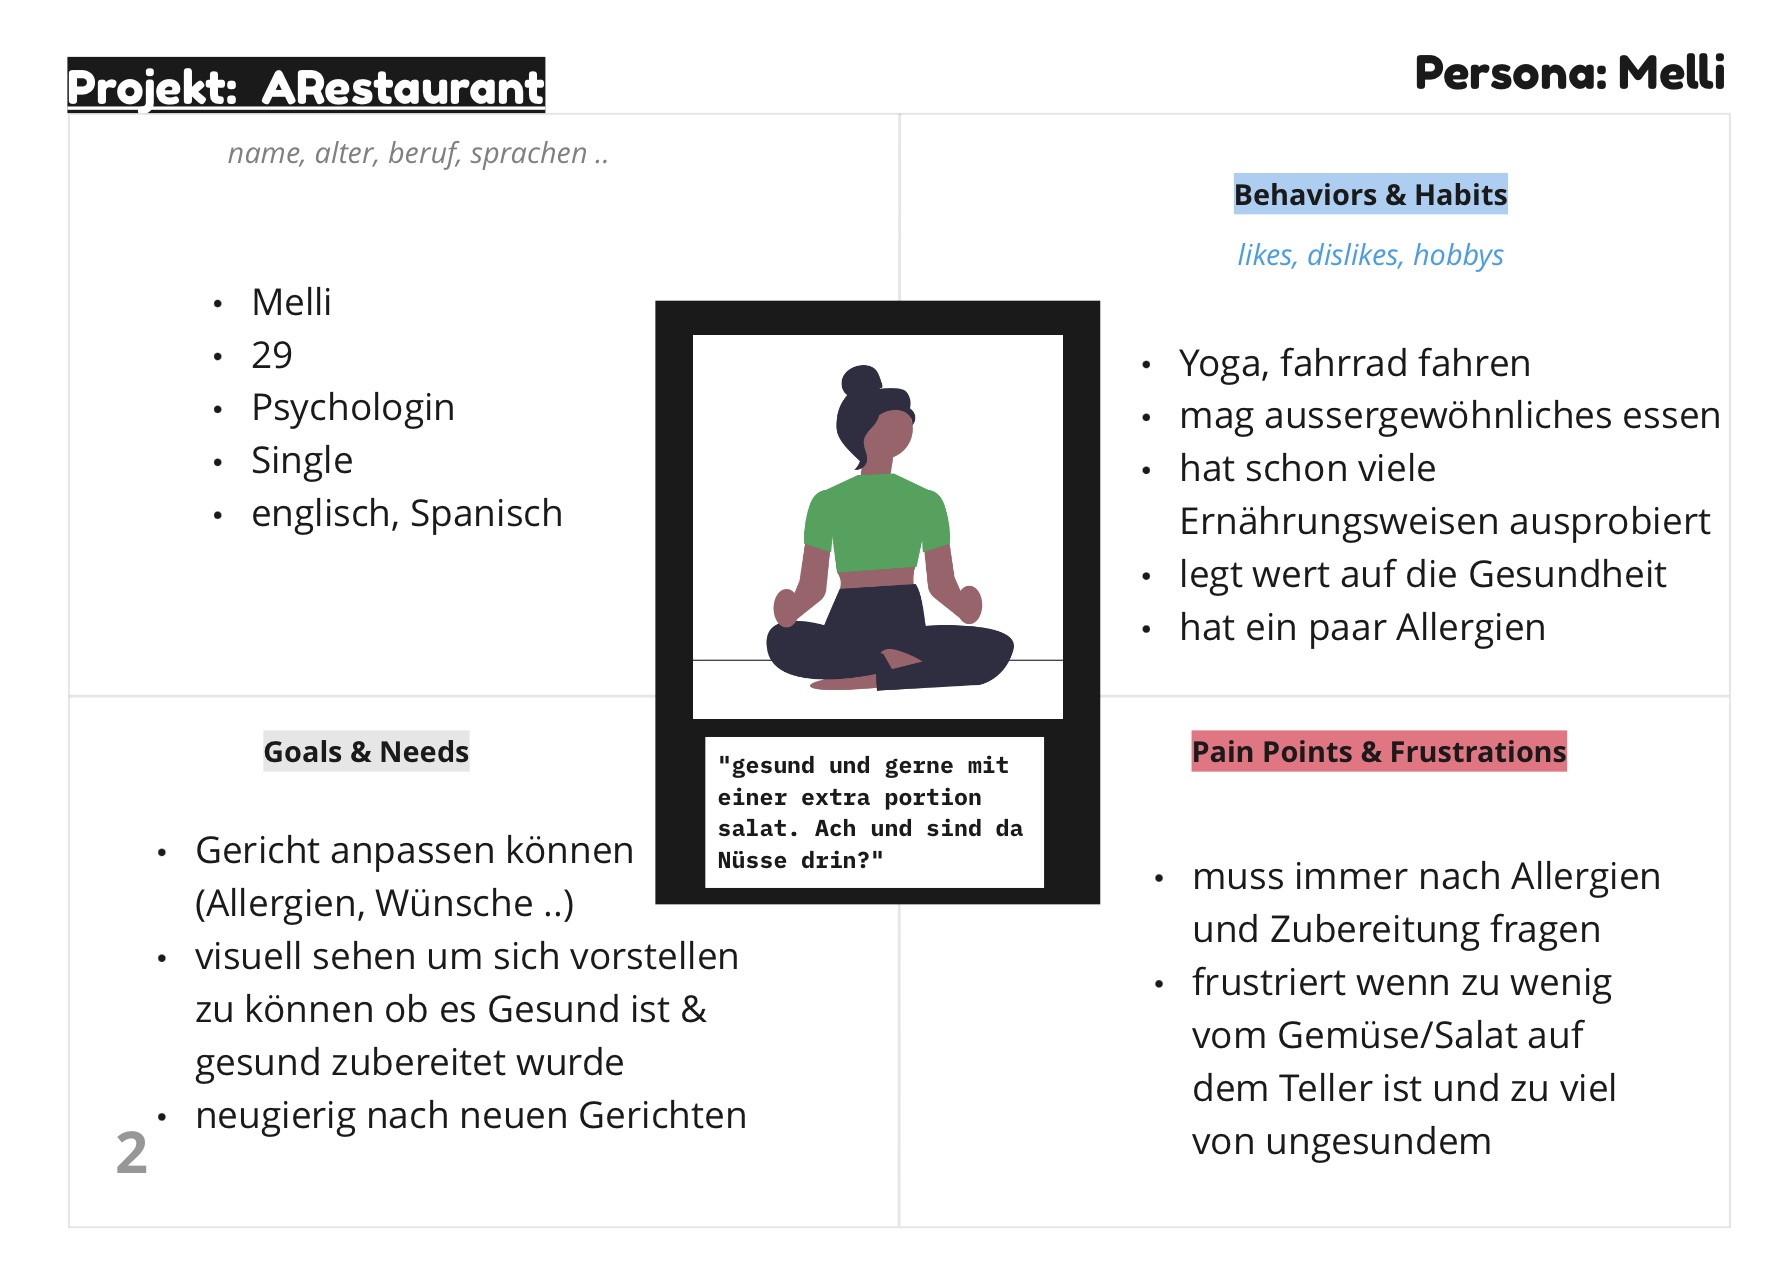 Projekt: ARestaurant
Persona: Melli
name, alter, beruf, sprachen ..
• Melli
• 29
• Psychologin
• Single
• englisch, Spanisch
Behaviors & Habits
likes, dislikes, hobbys
• Yoga, fahrrad fahren
• mag aussergewöhnliches essen
• hat schon viele
Ernährungsweisen ausprobiert
• legt wert auf die Gesundheit
• hat ein paar Allergien
"gesund und gerne mit
einer extra portion
salat. Ach und sind da
Nüsse drin?"
Goals & Needs
• Gericht anpassen können
(Allergien, Wünsche ..)
• visuell sehen um sich vorstellen
zu können ob es Gesund ist &
gesund zubereitet wurde
• neugierig nach neuen Gerichten
2
Pain Points & Frustrations
• muss immer nach Allergien
und Zubereitung fragen
• frustriert wenn zu wenig
vom Gemüse/Salat auf
dem Teller ist und zu viel
von ungesundem